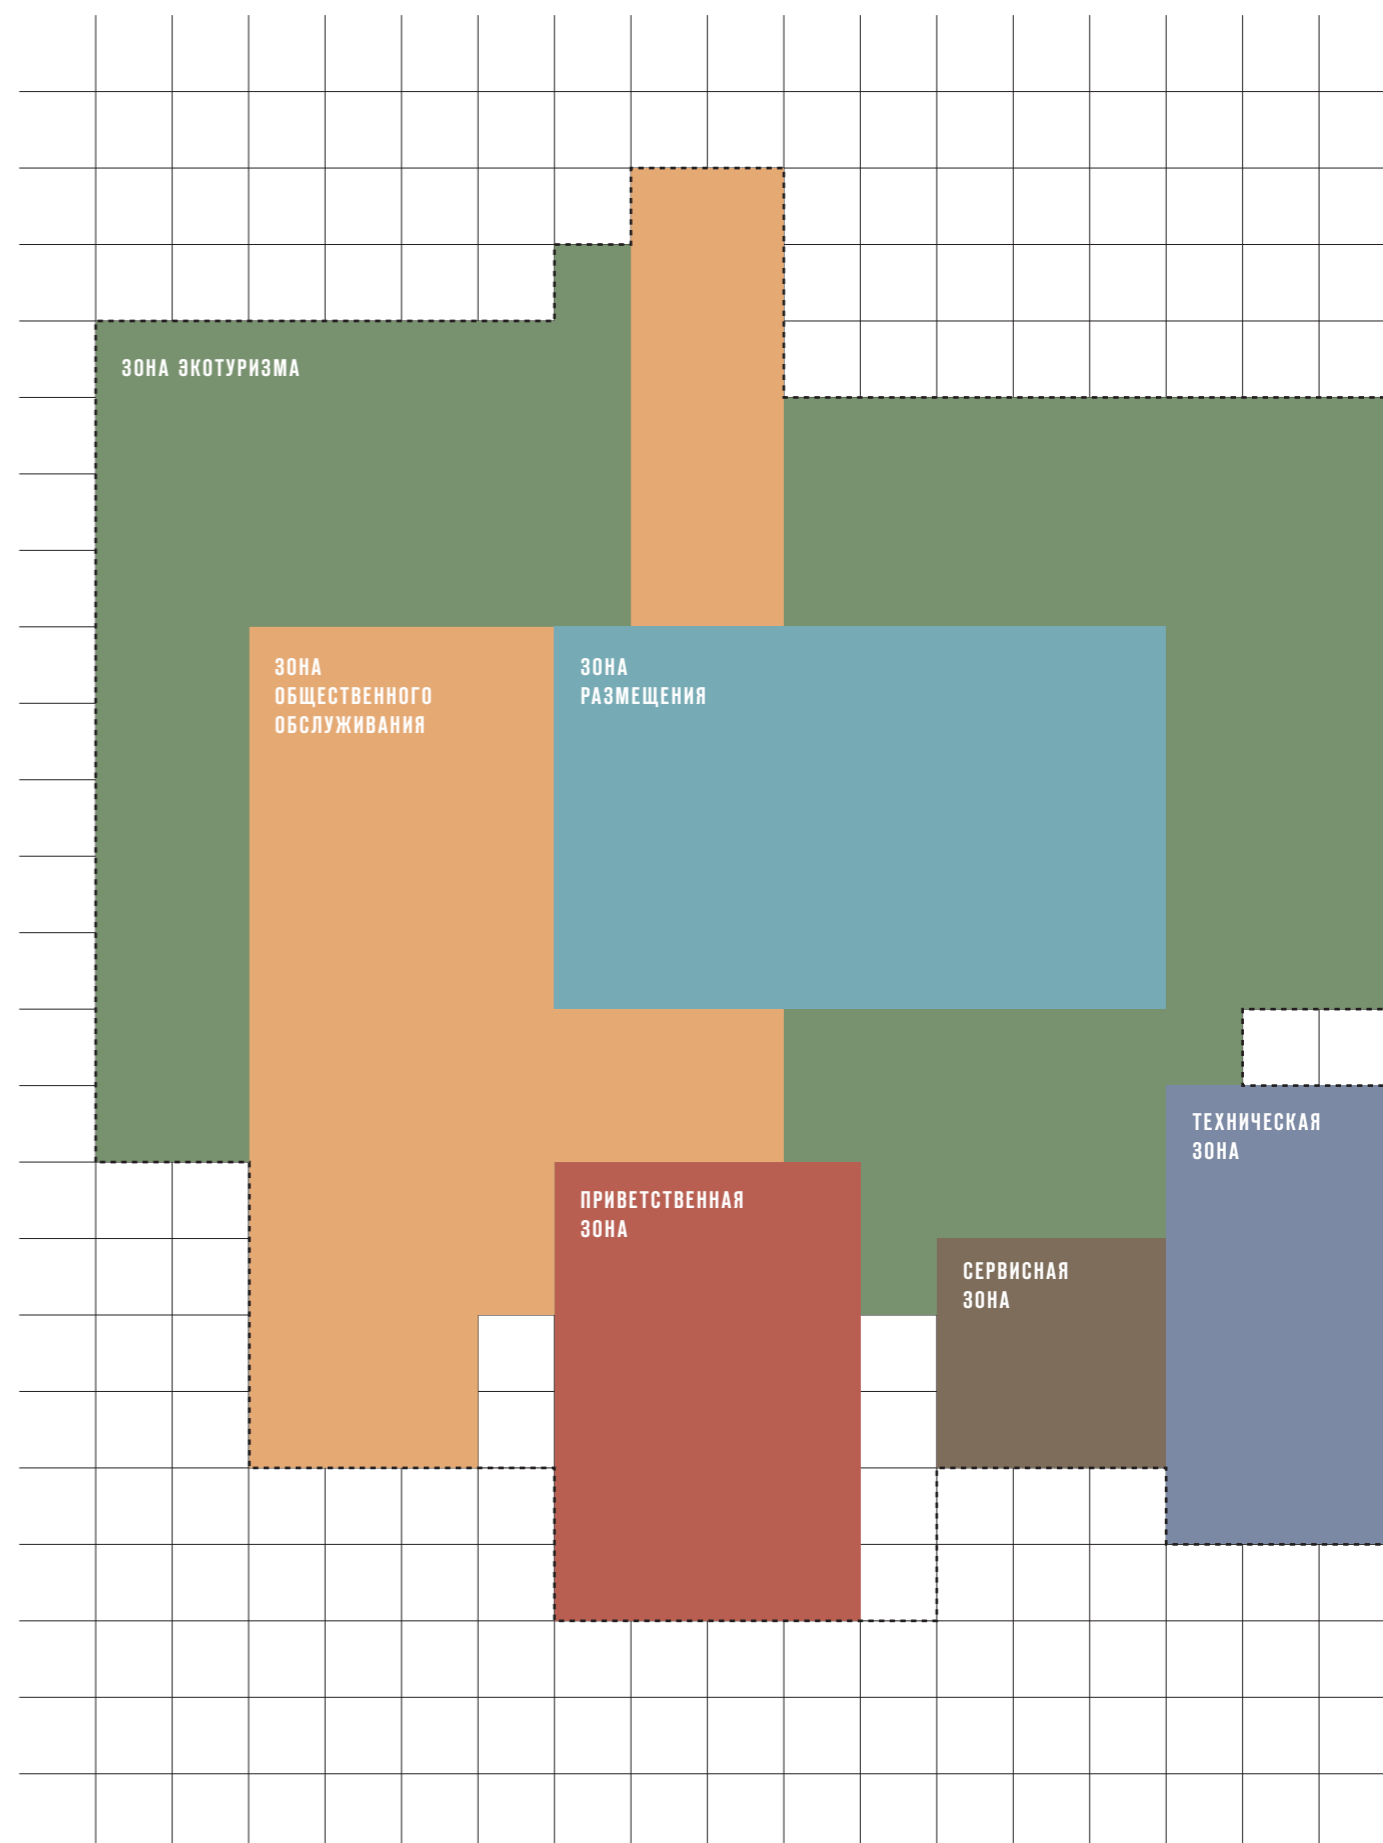 ЗОНА ЭКОТУРИЗМА
ЗОНА
ОБЩЕСТВЕННОГО
ОБСЛУЖИВАНИЯ
ЗОНА
РАЗМЕЩЕНИЯ
ТЕХНИЧЕСКАЯ
ЗОНА
ПРИВЕТСТВЕННАЯ
ЗОНА
СЕРВИСНАЯ
ЗОНА